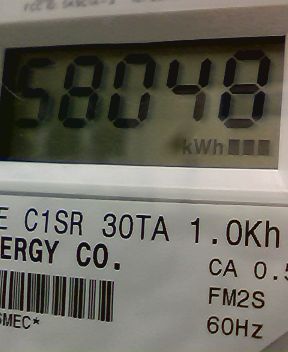 58048
kWh
E C1SR 30TA 1.0Kh
ERGY CO.
CA 0.5
FM2S
SMEC*
60Hz